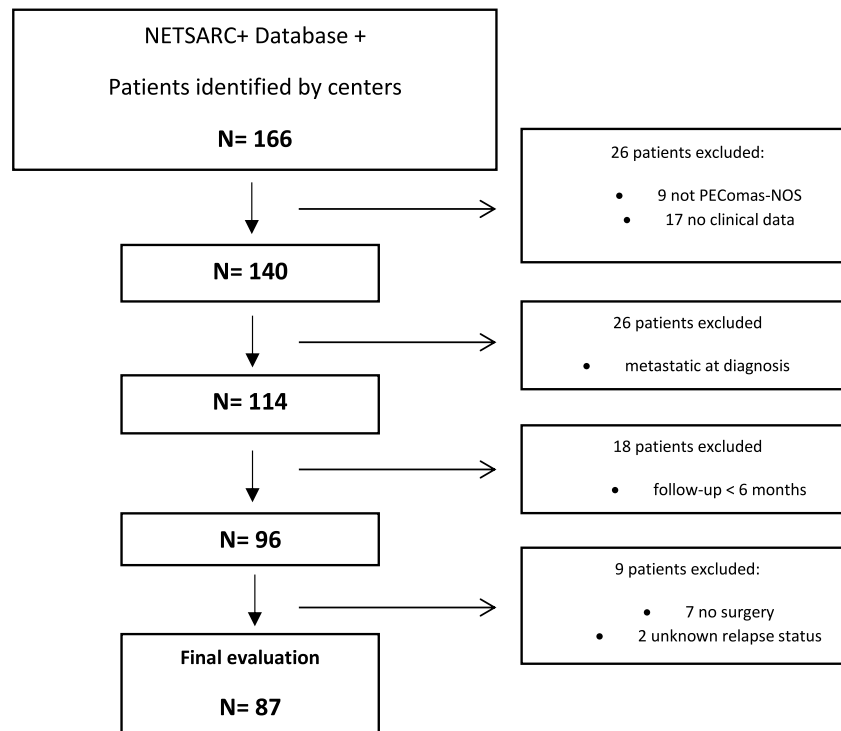 NETSARC+ Database +
Patients identified by centers
N= 166
26 patients excluded:
• 9 not PEComas-NOS
• 17 no clinical data
N= 140
26 patients excluded
• metastatic at diagnosis
N= 114
18 patients excluded
• follow-up < 6 months
N= 96
9 patients excluded:
• 7 no surgery
• 2 unknown relapse status
Final evaluation
N= 87